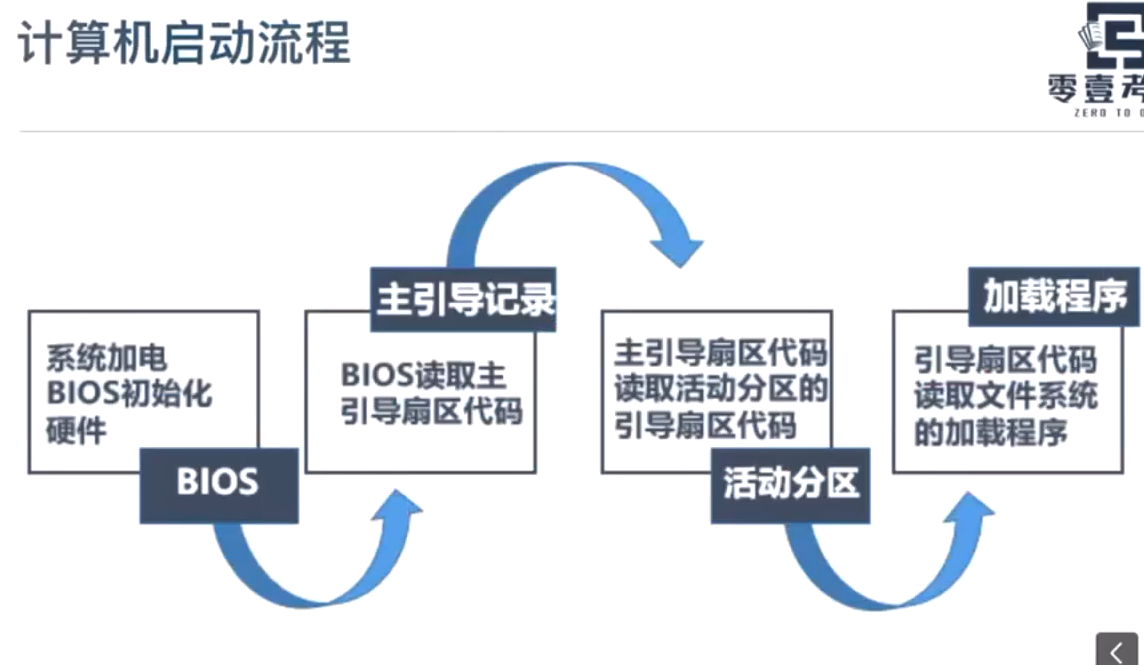 计算机启动流程
零壹考
ZERO TO O
系统加电
BIOS初始化
硬件
BIOS
主引导记录
BIOS读取主
引导扇区代码
主引导扇区代码
读取活动分区的
引导扇区代码
活动分区
加载程序
引导扇区代码
读取文件系统
的加载程序